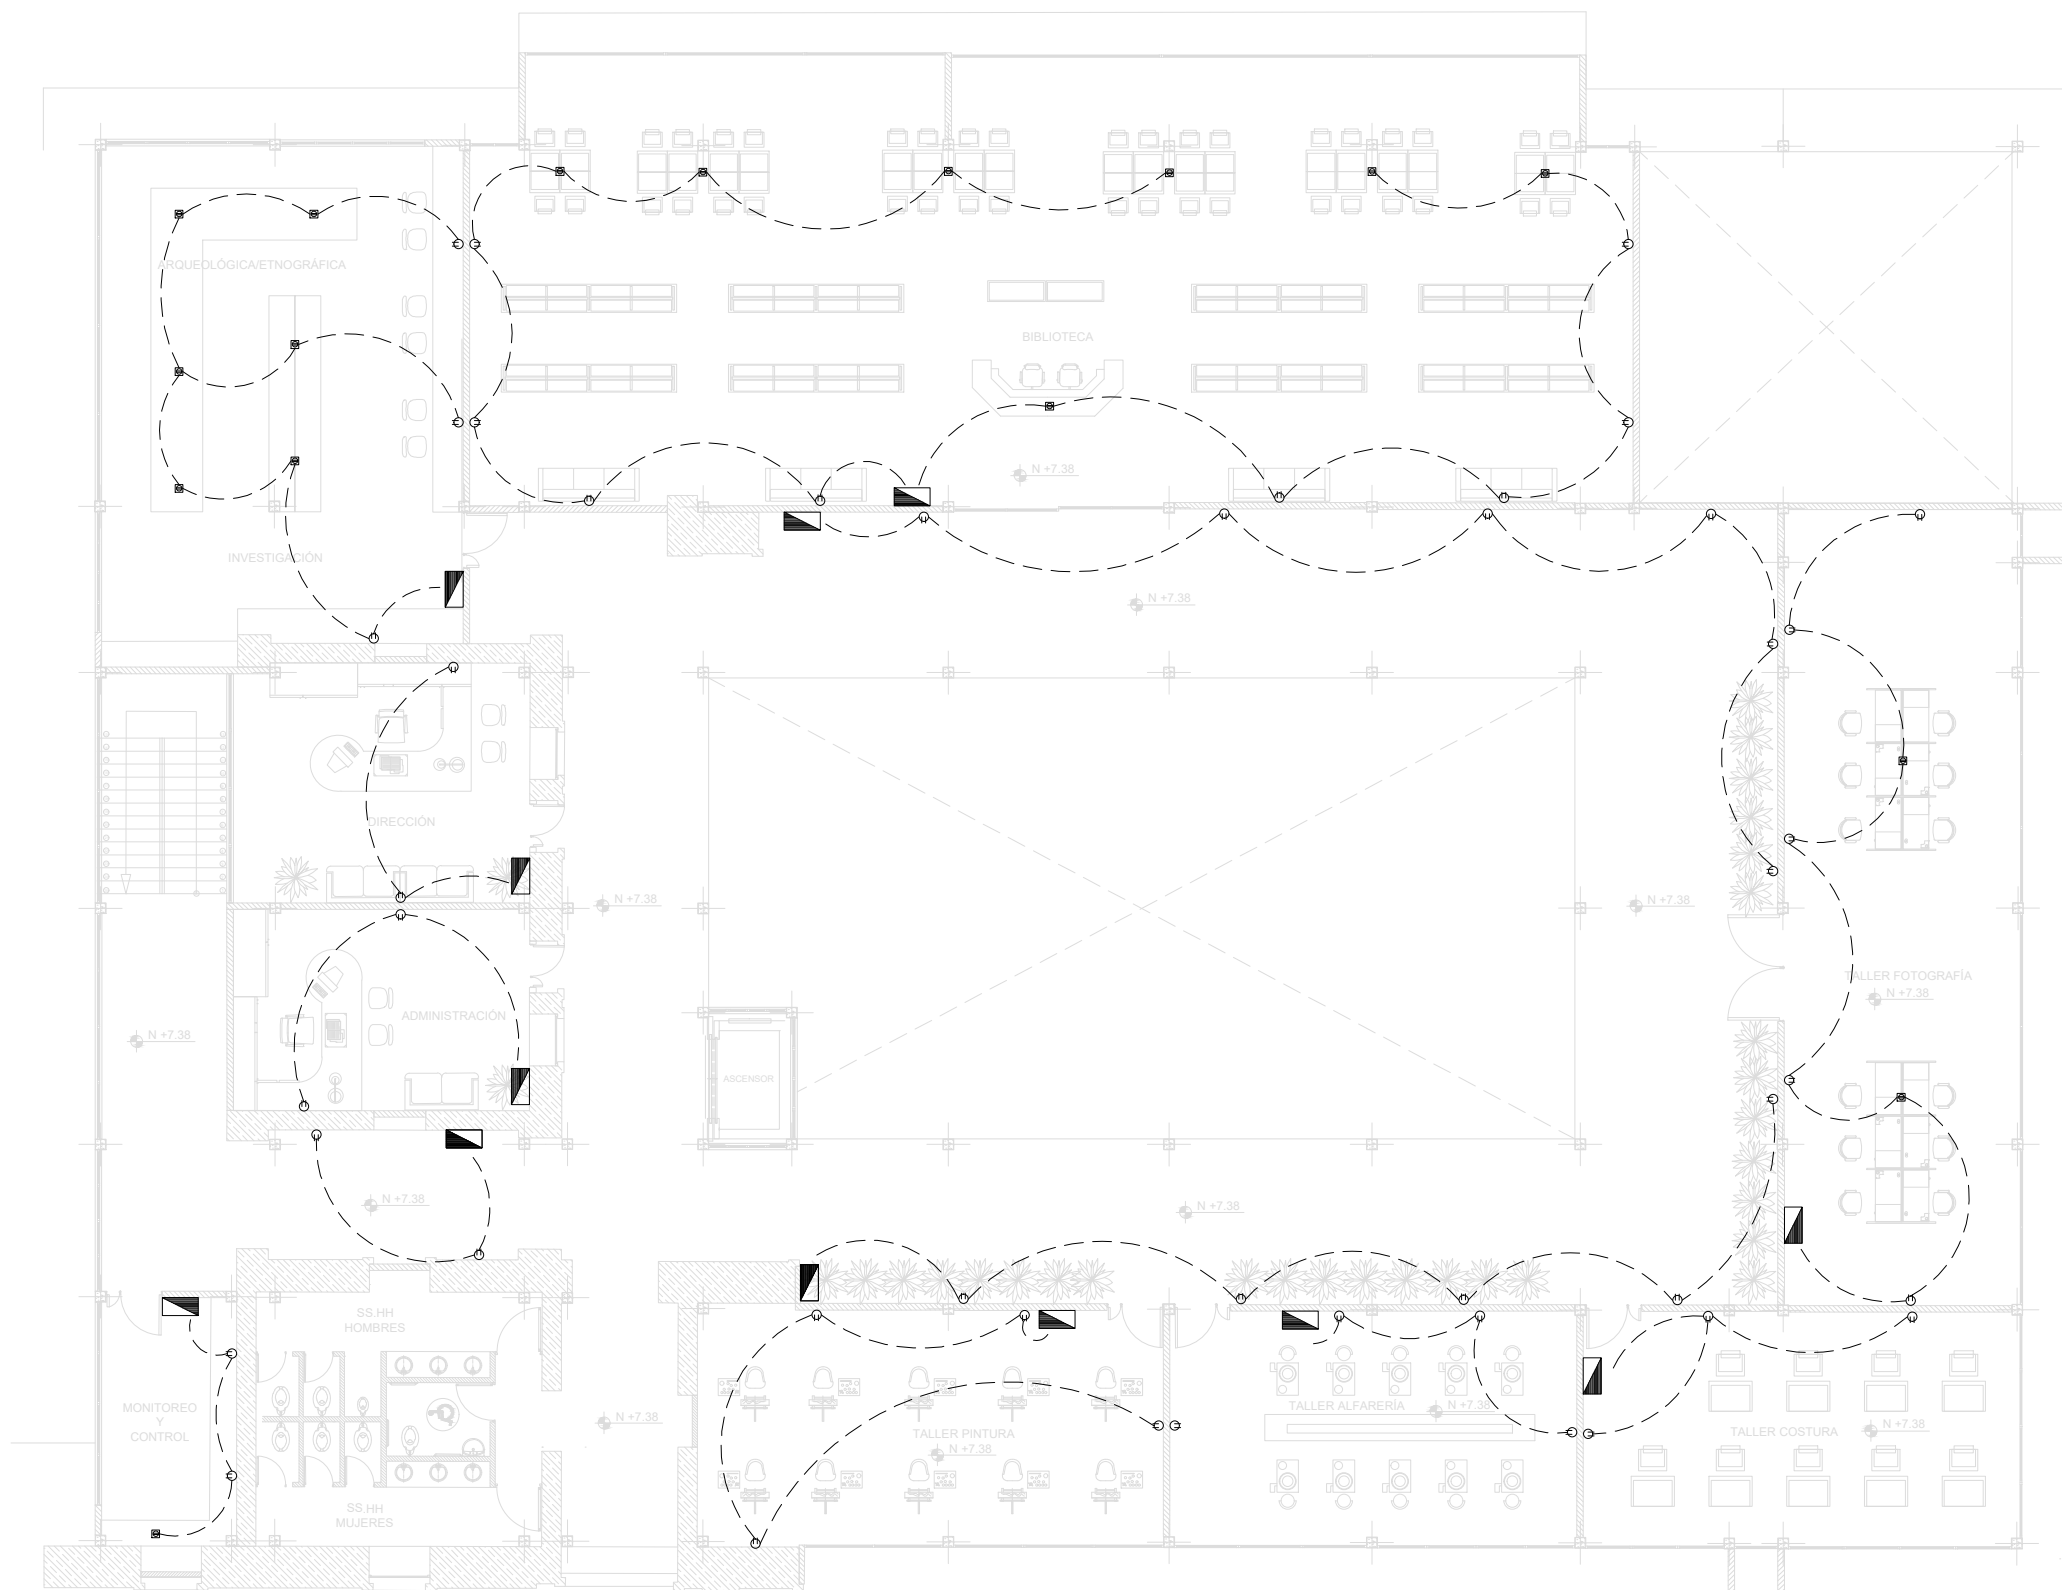 ARQUEOLÓGICA/ETNOGRÁFICA
BIBLIOTECA
N +7.38
INVESTIGACIÓN
N +7.38
DIRECCIÓN
N +7.38
N +7.38
TALLER FOTOGRAFÍA
N +7.38
ADMINISTRACIÓN
N +7.38
ASCENSOR
N +7.38
N +7.38
SS.HH
HOMBRES
MONITOREO
Y
CONTROL
N +7.38
TALLER PINTURA
N +7.38
TALLER ALFARERÍA
N +7.38
TALLER COSTURA
N +7.38
SS.HH
MUJERES